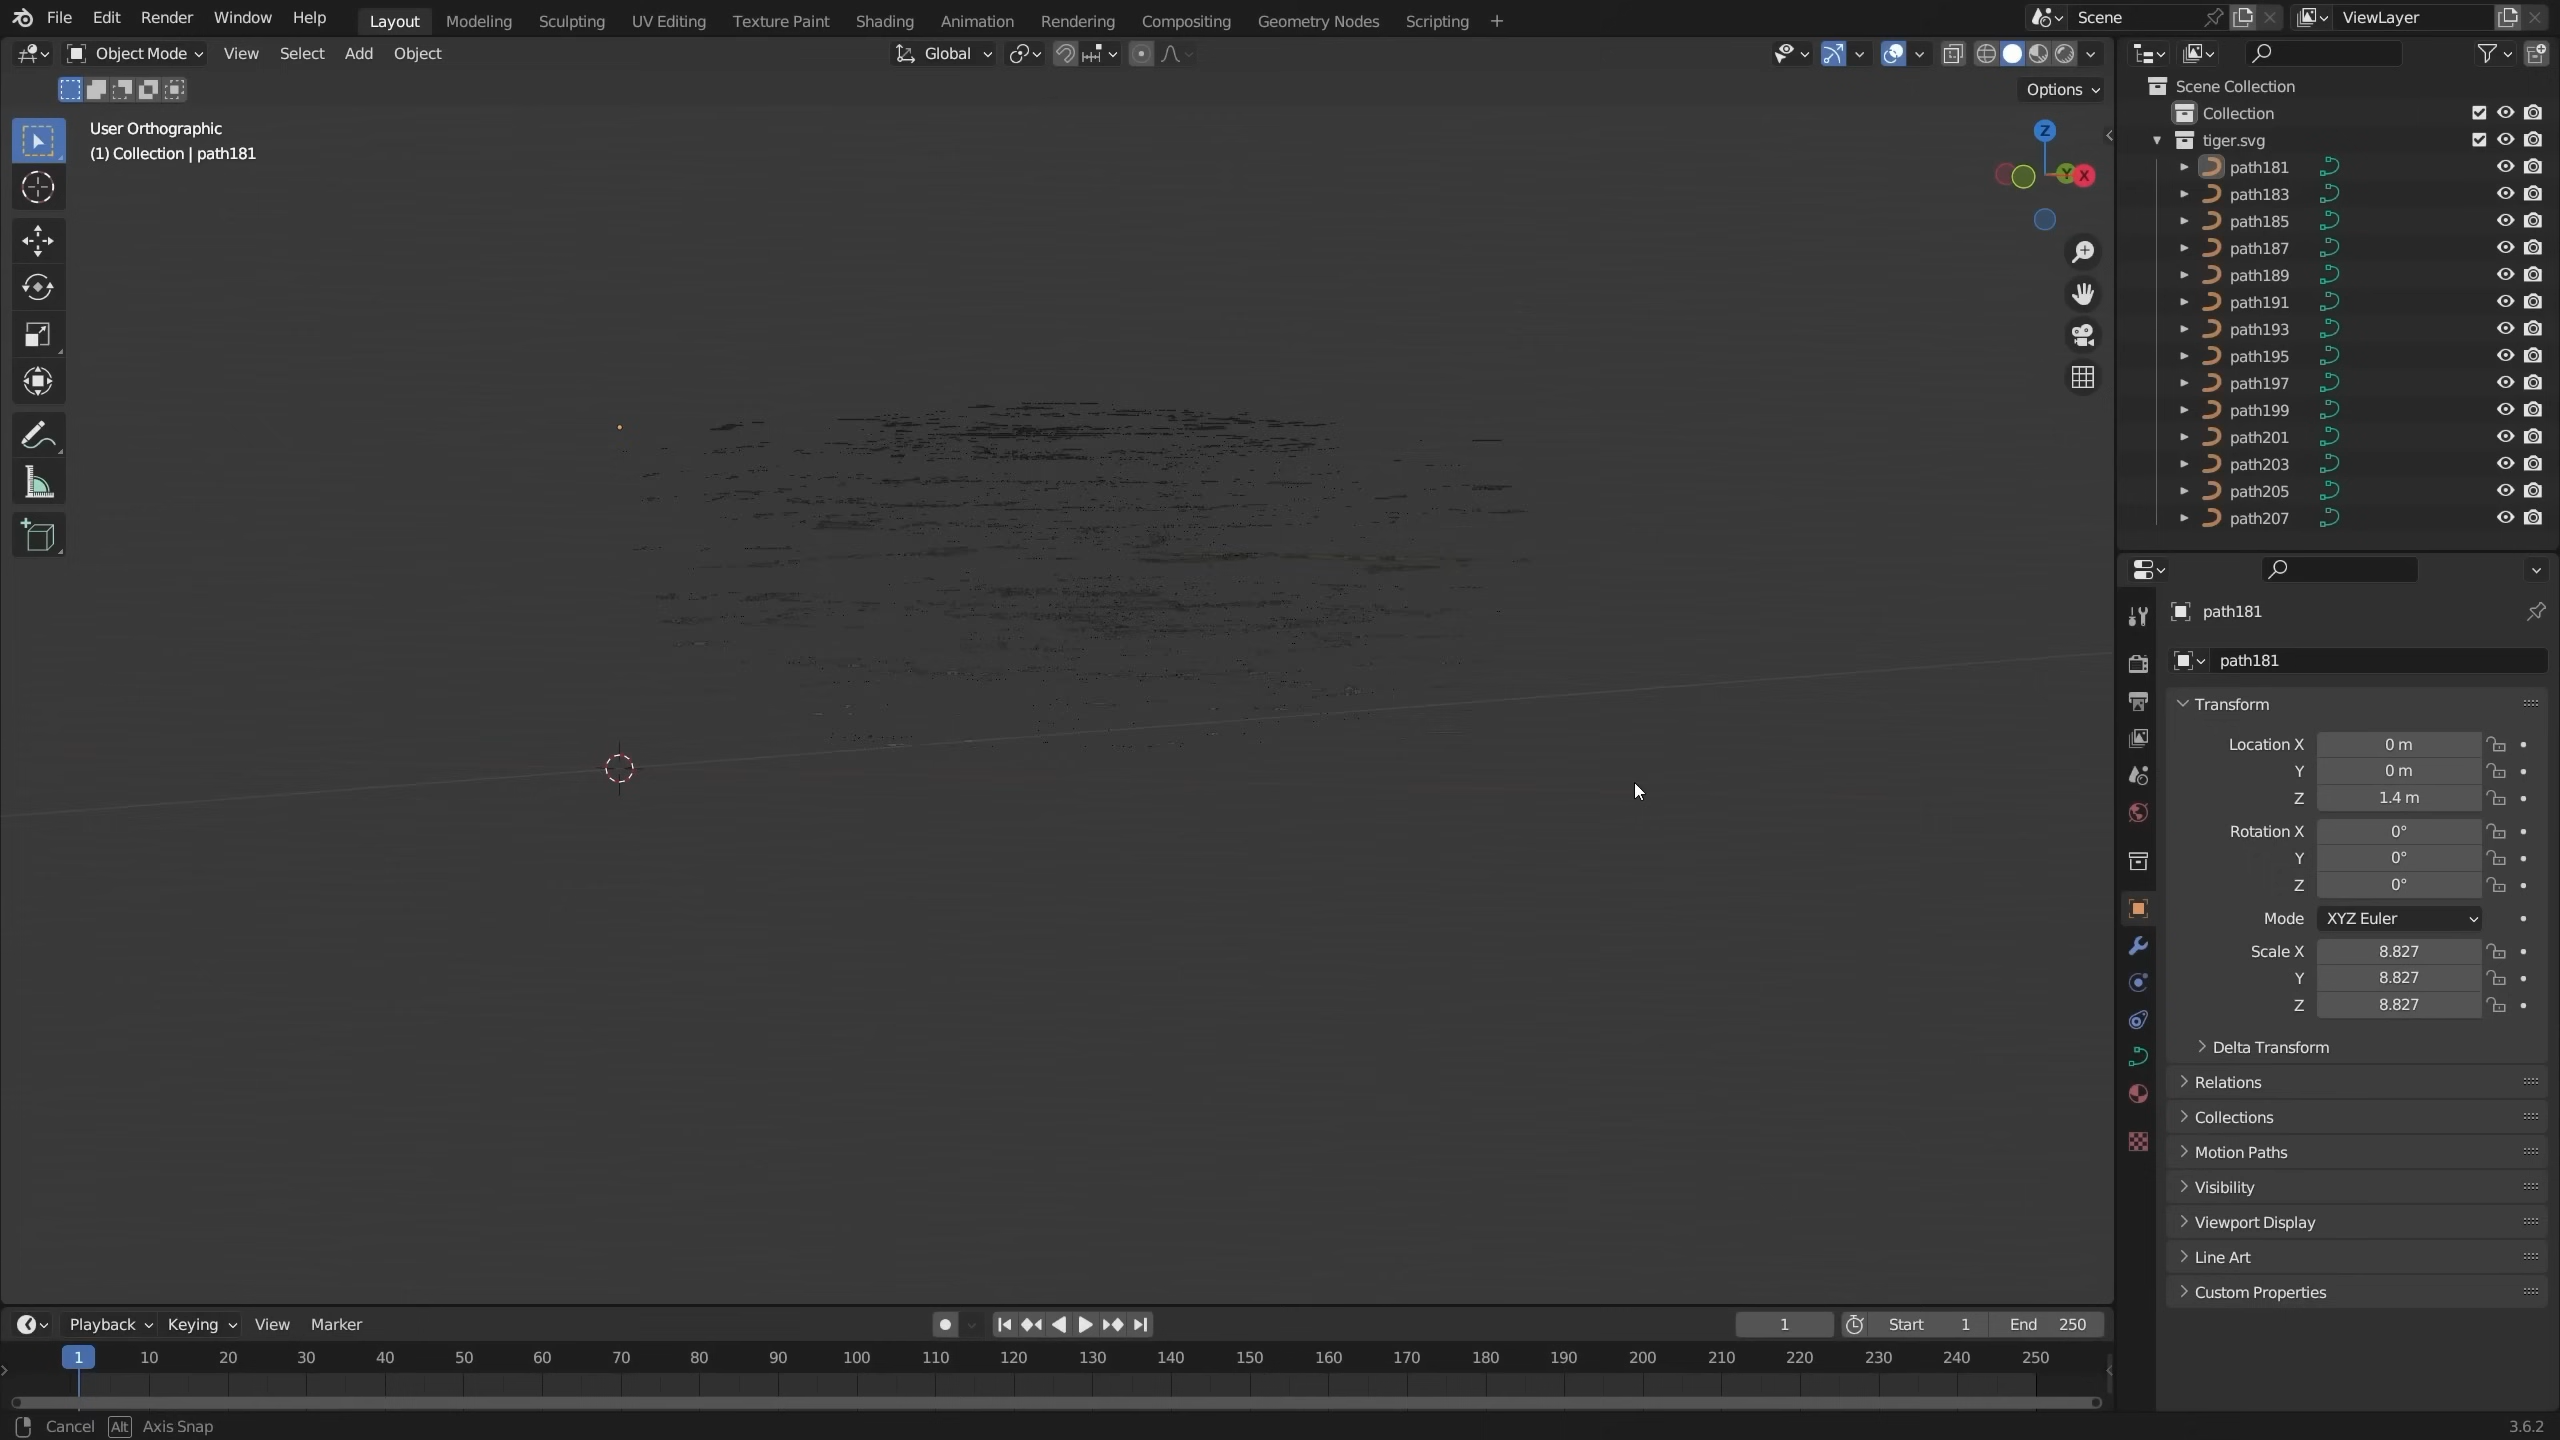 File Edit Render Window Help Layout Modeling Sculpting UV Editing Texture Paint Shading Animation Rendering Compositing Geometry Nodes Scripting + Scene ViewLayer
Object Mode View Select Add Object Global
Options
User Orthographic
(1) Collection | path181
Z
Y X
Scene Collection
Collection
tiger.svg
path181
path183
path185
path187
path189
path191
path193
path195
path197
path199
path201
path203
path205
path207
path181
path181
Transform
Location X 0 m
Y 0 m
Z 1.4 m
Rotation X 0°
Y 0°
Z 0°
Mode XYZ Euler
Scale X 8.827
Y 8.827
Z 8.827
Delta Transform
Relations
Collections
Motion Paths
Visibility
Viewport Display
Line Art
Custom Properties
Playback Keying View Marker 1 Start 1 End 250
1 10 20 30 40 50 60 70 80 90 100 110 120 130 140 150 160 170 180 190 200 210 220 230 240 250
Cancel Alt Axis Snap 3.6.2